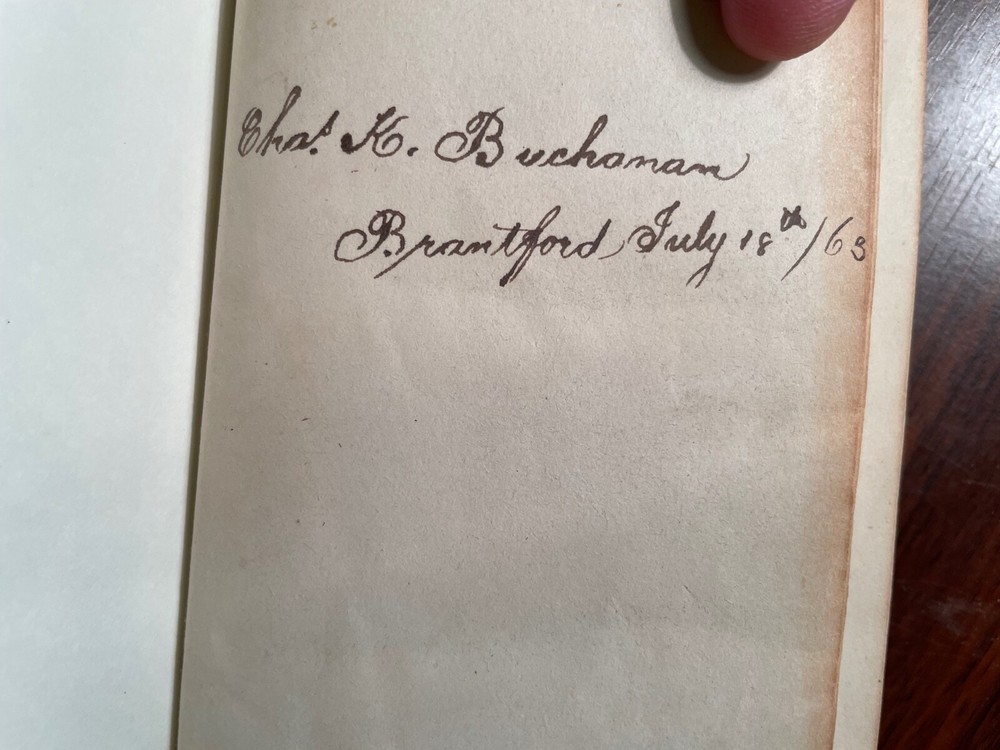 Chas. K. Buchanan
Brantford, July 18th /63